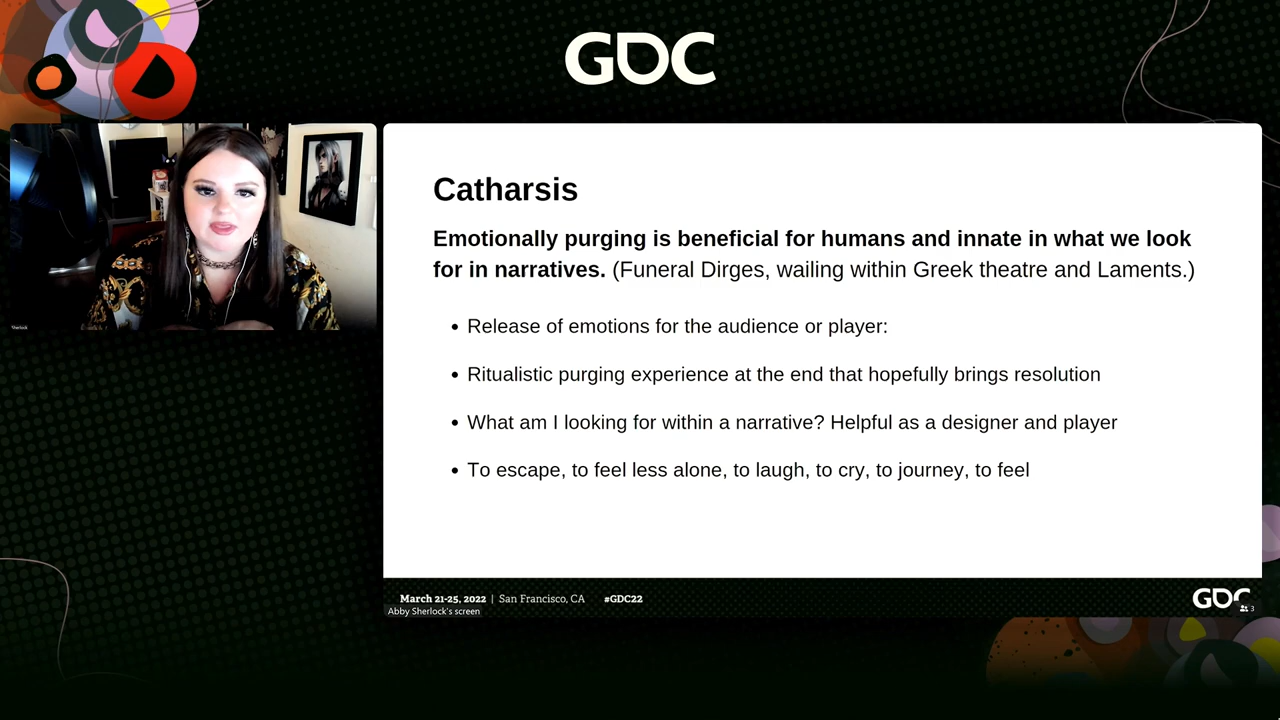 GDC
Sherlock
Catharsis
Emotionally purging is beneficial for humans and innate in what we look
for in narratives. (Funeral Dirges, wailing within Greek theatre and Laments.)
• Release of emotions for the audience or player:
• Ritualistic purging experience at the end that hopefully brings resolution
• What am I looking for within a narrative? Helpful as a designer and player
• To escape, to feel less alone, to laugh, to cry, to journey, to feel
March 21-25, 2022 | San Francisco, CA #GDC22
GDC
Abby Sherlock's screen
3